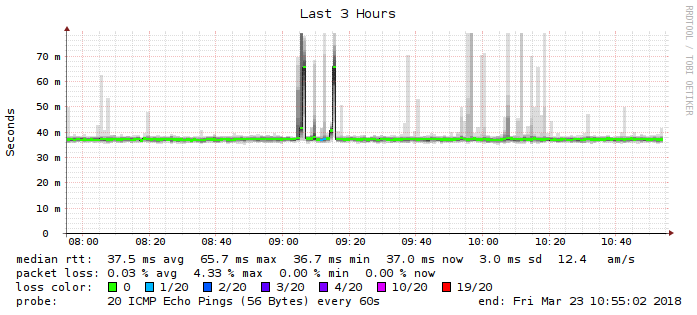 Last 3 Hours
RRDTOOL / TOBI OETIKER
Seconds
70 m
60 m
50 m
40 m
30 m
20 m
10 m
0
08:00 08:20 08:40 09:00 09:20 09:40 10:00 10:20 10:40
median rtt: 37.5 ms avg 65.7 ms max 36.7 ms min 37.0 ms now 3.0 ms sd 12.4 am/s
packet loss: 0.03 % avg 4.33 % max 0.00 % min 0.00 % now
loss color: 0 1/20 2/20 3/20 4/20 10/20 19/20
probe: 20 ICMP Echo Pings (56 Bytes) every 60s end: Fri Mar 23 10:55:02 2018